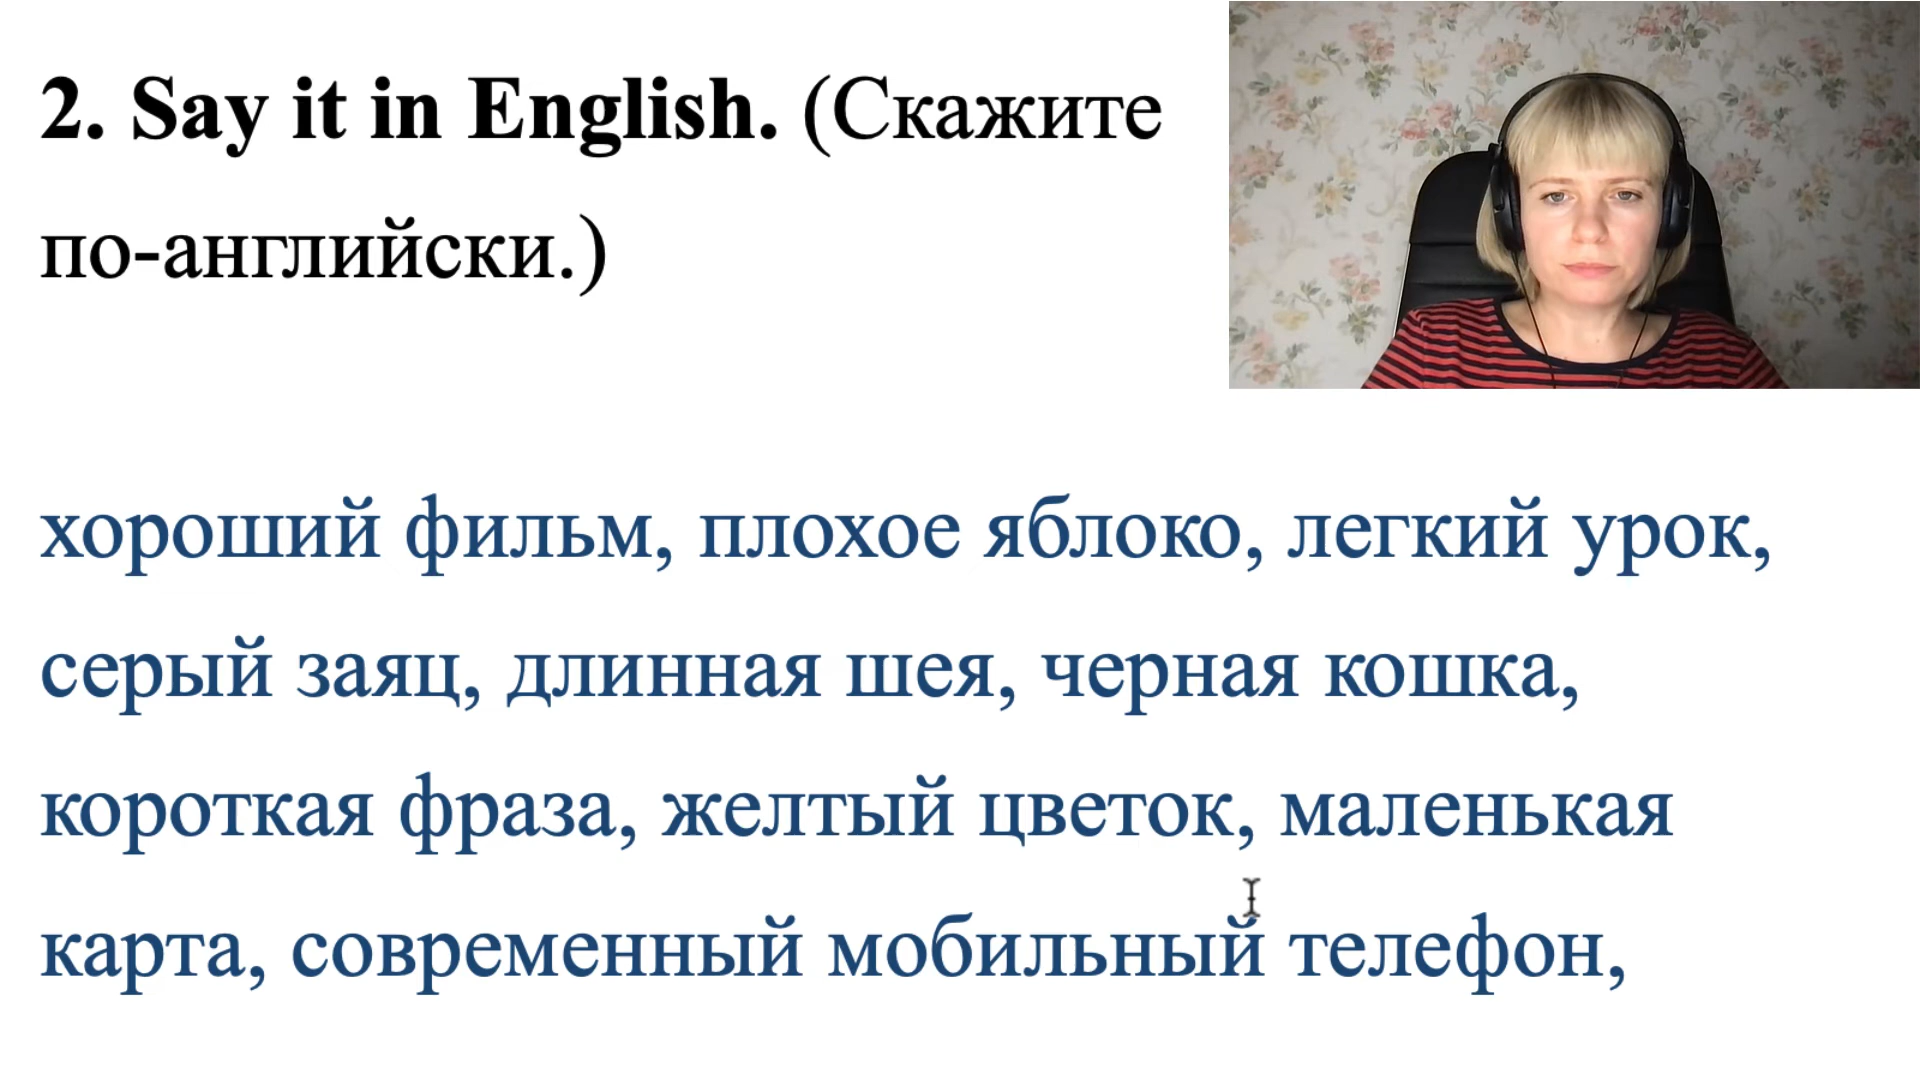 2. Say it in English. (Скажите
по-английски.)
хороший фильм, плохое яблоко, легкий урок,
серый заяц, длинная шея, черная кошка,
короткая фраза, желтый цветок, маленькая
карта, современный мобильный телефон,